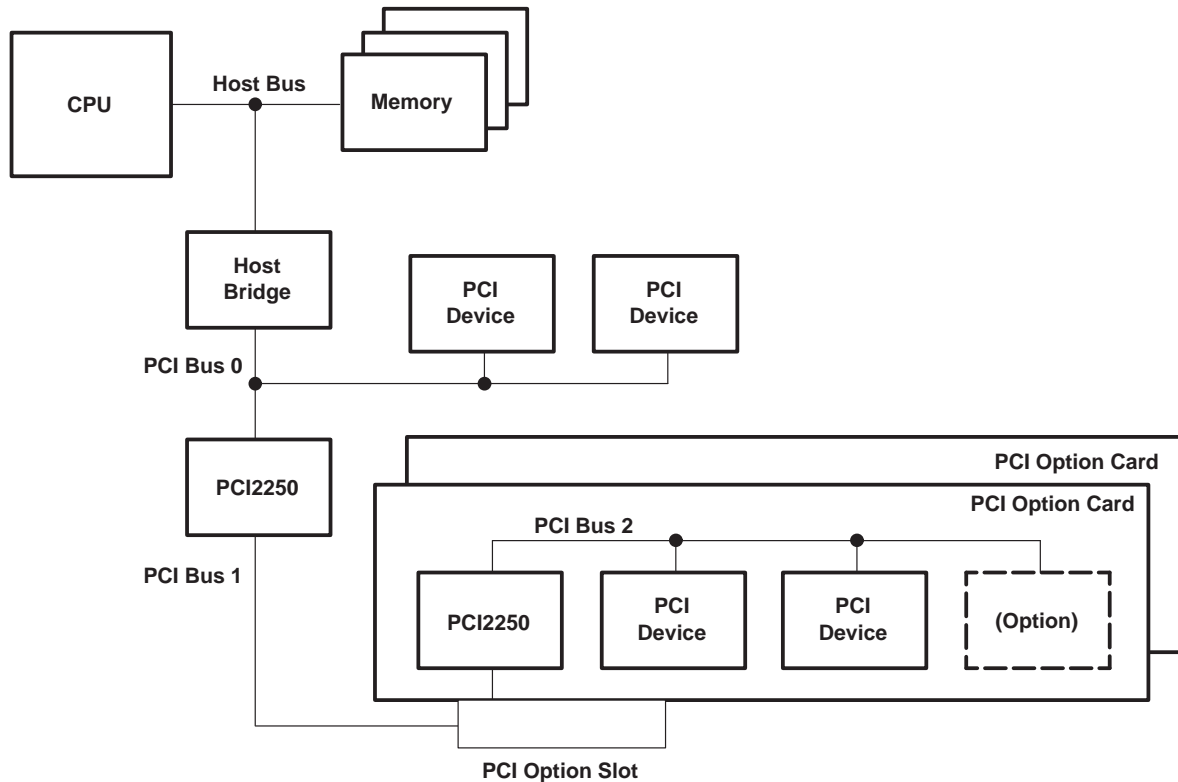 Host Bus
CPU
Memory
Host
Bridge
PCI
Device
PCI
Device
PCI Bus 0
PCI2250
PCI Option Card
PCI Option Card
PCI Bus 2
PCI Bus 1
PCI2250
PCI
Device
PCI
Device
(Option)
PCI Option Slot